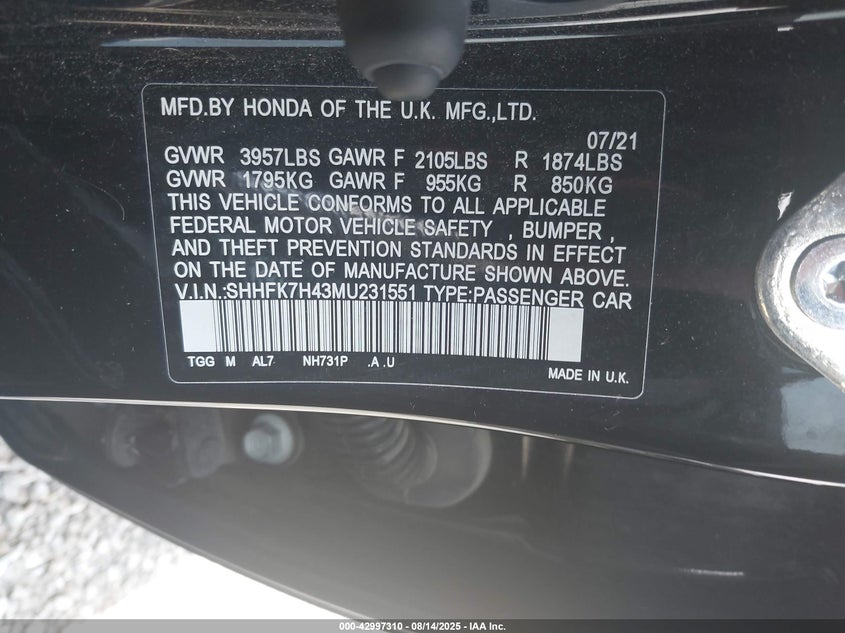 MFD.BY HONDA OF THE U.K. MFG.,LTD.
07/21
GVWR 3957LBS GAWR F 2105LBS R 1874LBS
GVWR 1795KG GAWR F 955KG R 850KG
THIS VEHICLE CONFORMS TO ALL APPLICABLE
FEDERAL MOTOR VEHICLE SAFETY , BUMPER ,
AND THEFT PREVENTION STANDARDS IN EFFECT
ON THE DATE OF MANUFACTURE SHOWN ABOVE.
V.I.N.:SHHFK7H43MU231551 TYPE:PASSENGER CAR
TGG M AL7 NH731P .A .U
MADE IN U.K.
000-42997310 | 08/14/2025 | IAA Inc.